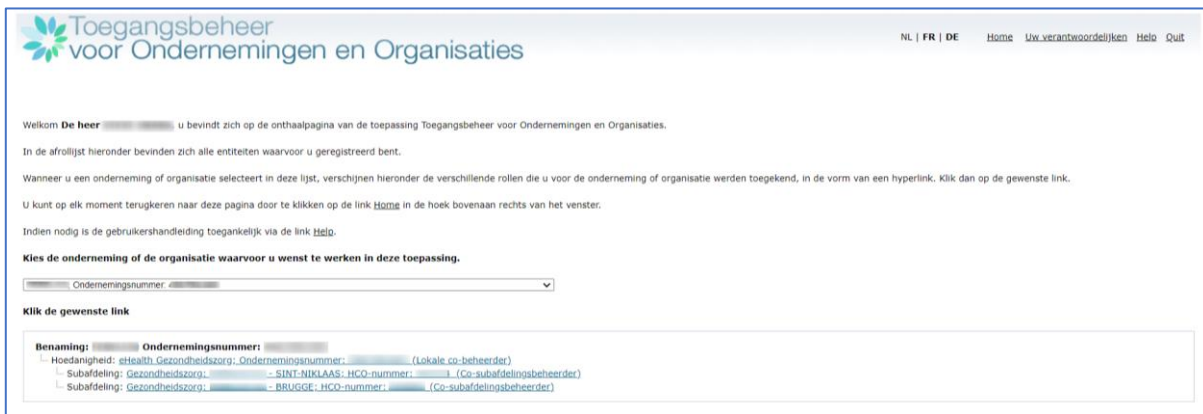 Toegangsbeheer
voor Ondernemingen en Organisaties
NL | FR | DE Home Uw verantwoordelijken Help Quit
Welkom De heer u bevindt zich op de onthaalpagina van de toepassing Toegangsbeheer voor Ondernemingen en Organisaties.
In de afrollijst hieronder bevinden zich alle entiteiten waarvoor u geregistreerd bent.
Wanneer u een onderneming of organisatie selecteert in deze lijst, verschijnen hieronder de verschillende rollen die u voor de onderneming of organisatie werden toegekend, in de vorm van een hyperlink. Klik dan op de gewenste link.
U kunt op elk moment terugkeren naar deze pagina door te klikken op de link Home in de hoek bovenaan rechts van het venster.
Indien nodig is de gebruikershandleiding toegankelijk via de link Help.
Kies de onderneming of de organisatie waarvoor u wenst te werken in deze toepassing.
Ondernemingsnummer:
Klik de gewenste link
Benaming: Ondernemingsnummer:
Hoedanigheid: eHealth Gezondheidszorg: Ondernemingsnummer: (Lokale co-beheerder)
Subafdeling: Gezondheidszorg: - SINT-NIKLAAS: HCO-nummer: (Co-subafdelingsbeheerder)
Subafdeling: Gezondheidszorg: - BRUGGE: HCO-nummer: (Co-subafdelingsbeheerder)